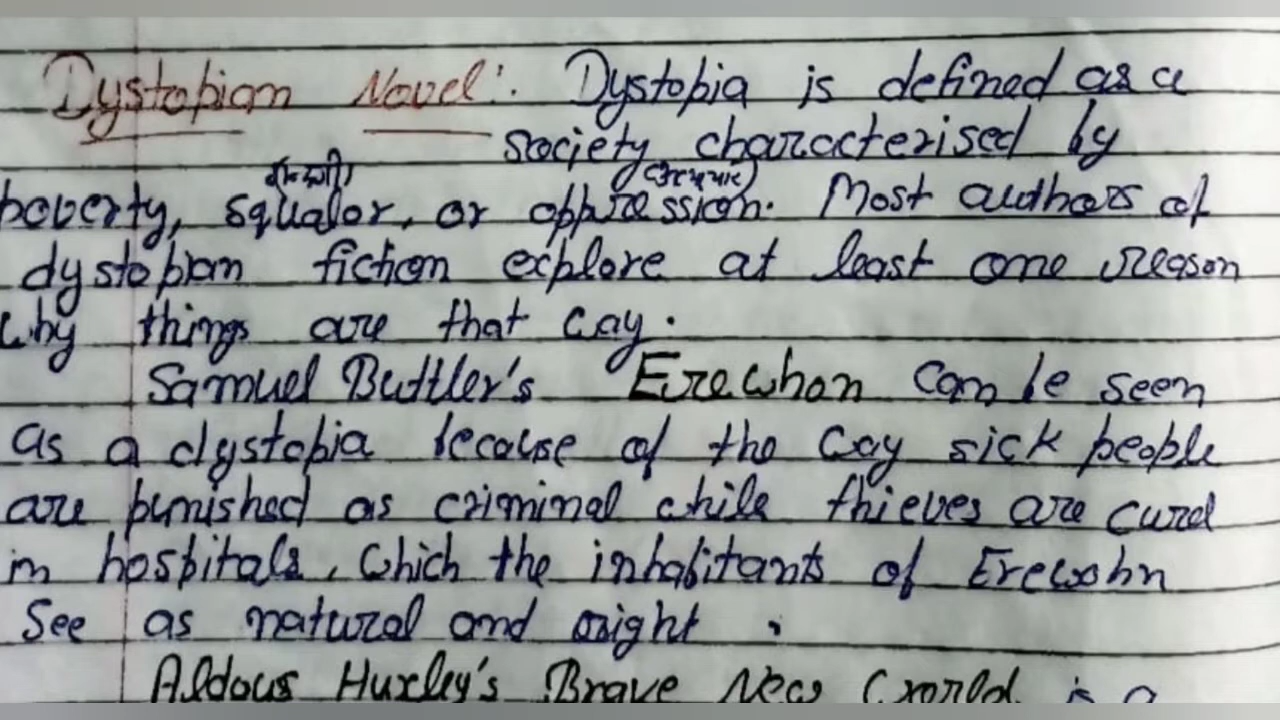 Dystopian Novel: Dystopia is defined as a
society characterised by
poverty, squalor, or oppression. Most authors of
dystopian fiction explore at least one reason
why things are that way.
Samuel Buttler's Erewhon can be seen
as a dystopia because of the way sick people
are punished as criminal while thieves are cured
in hospitals, which the inhabitants of Erewohn
See as natural and right.
Aldous Huxley's Brave New World is a